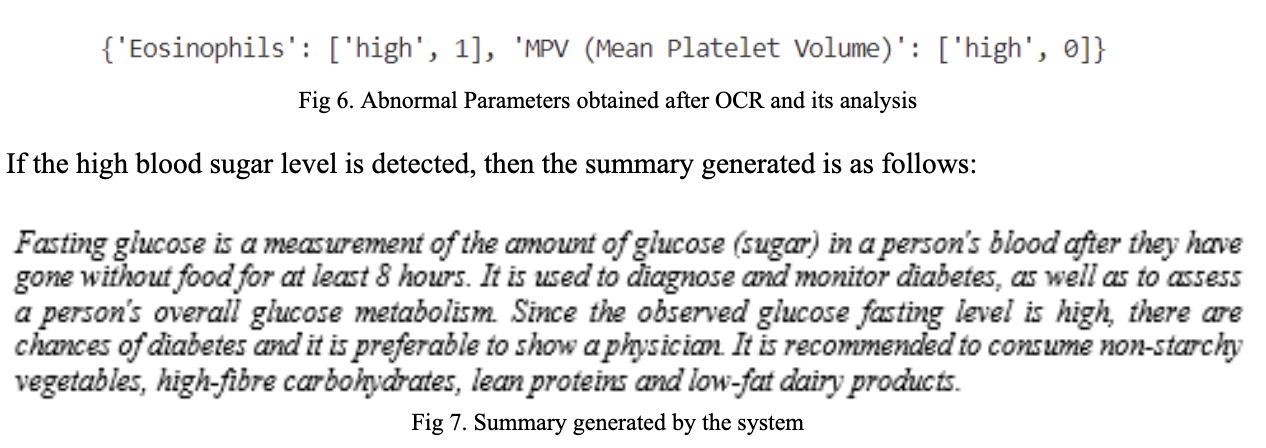 {'Eosinophils': ['high', 1], 'MPV (Mean Platelet Volume)': ['high', 0]}
Fig 6. Abnormal Parameters obtained after OCR and its analysis
If the high blood sugar level is detected, then the summary generated is as follows:
Fasting glucose is a measurement of the amount of glucose (sugar) in a person's blood after they have
gone without food for at least 8 hours. It is used to diagnose and monitor diabetes, as well as to assess
a person's overall glucose metabolism. Since the observed glucose fasting level is high, there are
chances of diabetes and it is preferable to show a physician. It is recommended to consume non-starchy
vegetables, high-fibre carbohydrates, lean proteins and low-fat dairy products.
Fig 7. Summary generated by the system